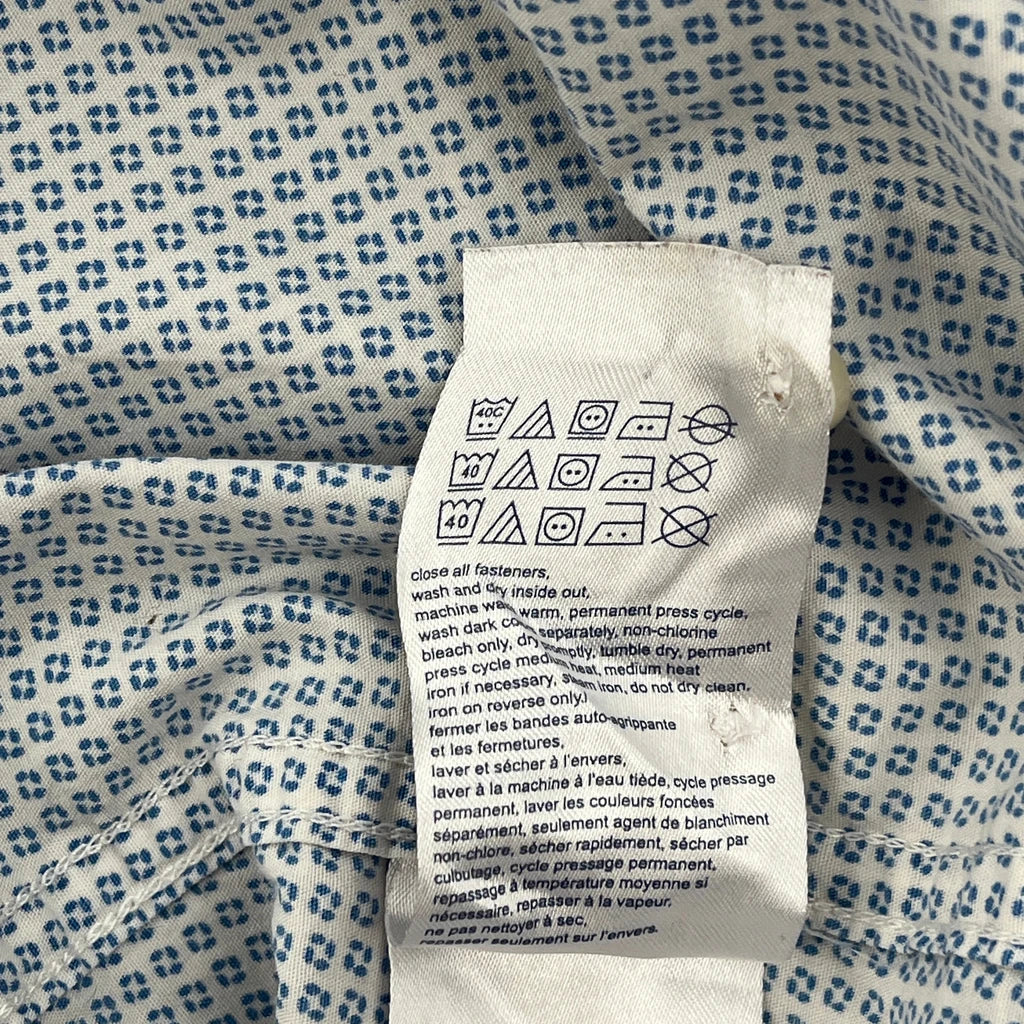 40C
40
40
close all fasteners,
wash and dry inside out,
machine warm, permanent press cycle,
wash dark separately, non-chlorine
bleach only, dry promptly, tumble dry, permanent
press cycle medium heat, medium heat
iron if necessary, steam iron, do not dry clean,
iron on reverse only.
fermer les bandes auto-agrippante
et les fermetures,
laver et sécher à l'envers,
laver à la machine à l'eau tiède, cycle pressage
permanent, laver les couleurs foncées
séparément, seulement agent de blanchiment
non-chlore, sécher rapidement, sécher par
culbutage, cycle pressage permanent,
repassage à température moyenne si
nécessaire, repasser à la vapeur,
ne pas nettoyer à sec,
repasser seulement sur l'envers.